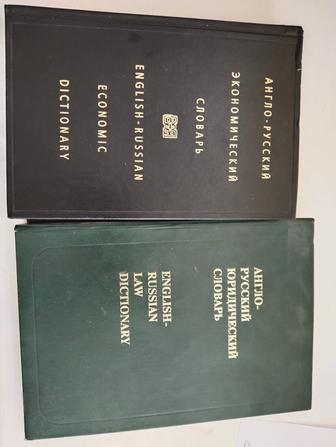 АНГЛО-РУССКИЙ
ЭКОНОМИЧЕСКИЙ
СЛОВАРЬ
ENGLISH-RUSSIAN
ECONOMIC
DICTIONARY
АНГЛО-
РУССКИЙ
ЮРИДИЧЕСКИЙ
СЛОВАРЬ
ENGLISH-
RUSSIAN
LAW
DICTIONARY